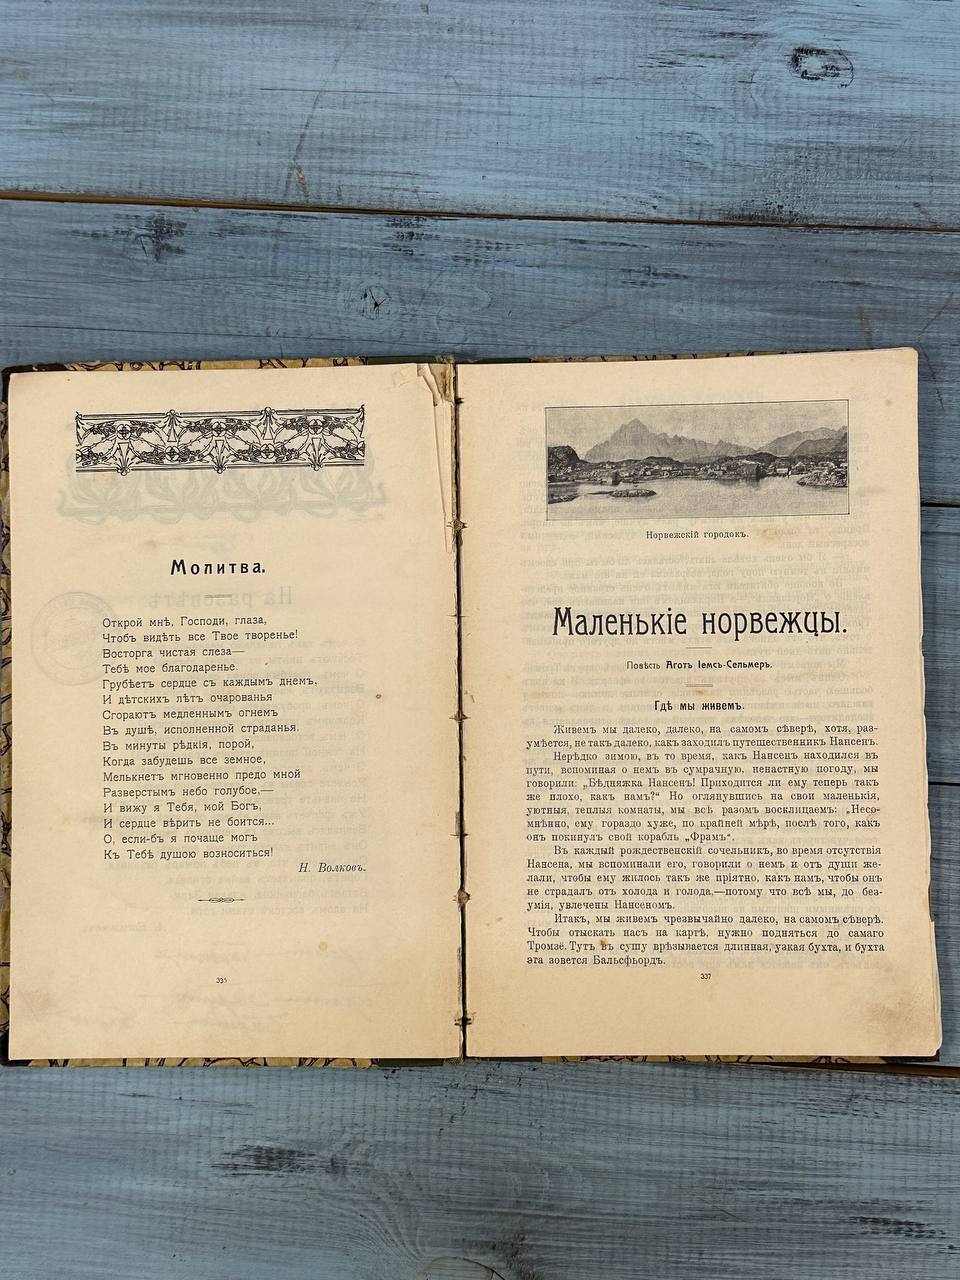 Молитва.
Открой мнѣ, Господи, глаза,
Чтобъ видѣть все Твое творенье!
Восторга чистая слеза—
Тебѣ мое благодаренье.
Грубѣетъ сердце съ каждымъ днемъ,
И дѣтскихъ лѣтъ очарованья
Сгораютъ медленнымъ огнемъ
Въ душѣ, исполненной страданья.
Въ минуты рѣдкія, порой,
Когда забудешь все земное,
Мелькнетъ мгновенно предо мной
Разверстымъ небо голубое,—
И вижу я Тебя, мой Богъ,
И сердце вѣрить не боится...
О, если-бъ я почаще могъ
Къ Тебѣ душою возноситься!
Н. Волковъ.
335
Норвежскій городокъ.
Маленькіе норвежцы.
Повѣсть Аготъ Іемсъ-Сельмеръ.
Гдѣ мы живемъ.
Живемъ мы далеко, далеко, на самомъ сѣверѣ, хотя, раз-
умѣется, не такъ далеко, какъ заходилъ путешественникъ Нансенъ.
Нерѣдко зимою, въ то время, какъ Нансенъ находился въ
пути, вспоминая о немъ въ сумрачную, ненастную погоду, мы
говорили: „Бѣдняжка Нансенъ! Приходится ли ему теперь такъ
же плохо, какъ намъ?“ Но оглянувшись на свои маленькія,
уютныя, теплыя комнаты, мы всѣ разомъ восклицаемъ: „Несо-
мнѣнно, ему гораздо хуже, по крайней мѣрѣ, послѣ того, какъ
онъ покинулъ свой корабль „Фрамъ“.
Въ каждый рождественскій сочельникъ, во время отсутствія
Нансена, мы вспоминали его, говорили о немъ и отъ души же-
лали, чтобы ему жилось такъ же пріятно, какъ намъ, чтобы онъ
не страдалъ отъ холода и голода,—потому что всѣ мы, до без-
умія, увлечены Нансеномъ.
Итакъ, мы живемъ чрезвычайно далеко, на самомъ сѣверѣ.
Чтобы отыскать насъ на картѣ, нужно подняться до самаго
Тромзэ. Тутъ въ сушу врѣзывается длинная, узкая бухта, и бухта
эта зовется Бальсфьордъ.
337